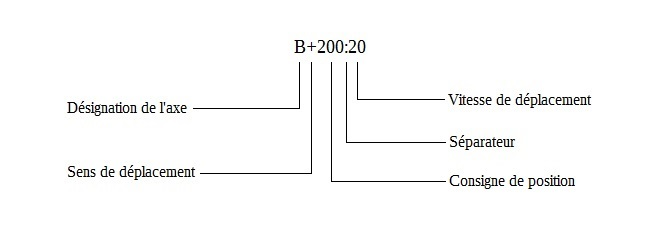 B+200:20
Désignation de l'axe
Vitesse de déplacement
Séparateur
Sens de déplacement
Consigne de position